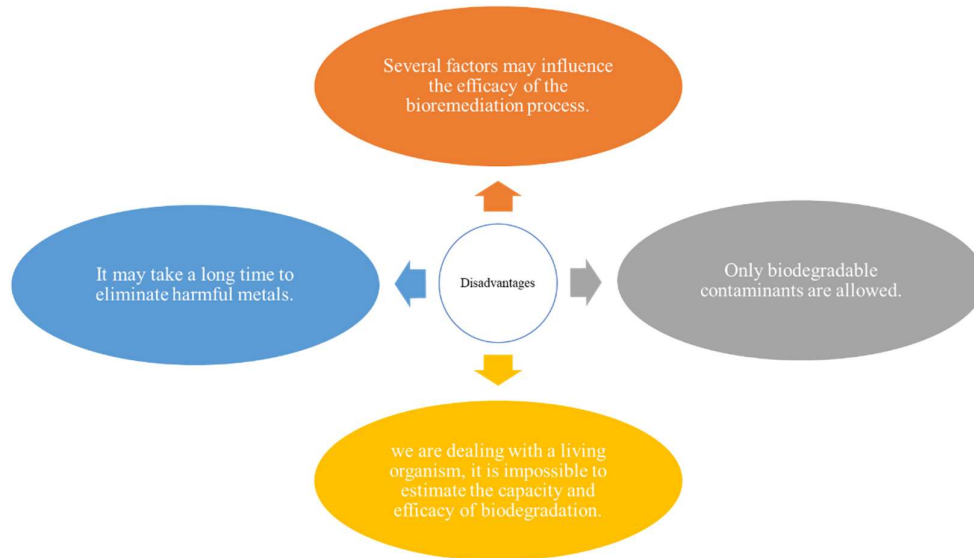 Several factors may influence
the efficacy of the
bioremediation process.
It may take a long time to
eliminate harmful metals.
Disadvantages
Only biodegradable
contaminants are allowed.
we are dealing with a living
organism, it is impossible to
estimate the capacity and
efficacy of biodegradation.